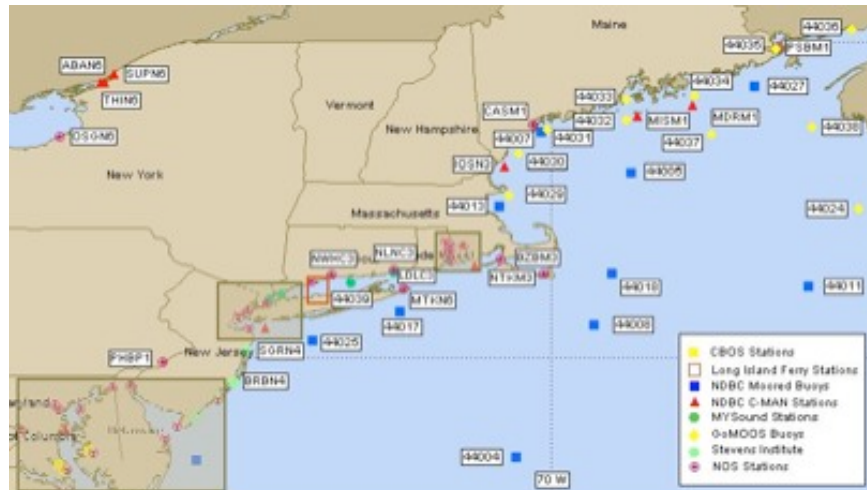 Maine
44036
44035
PSBM1
ABAN6
SUPN6
THIN6
44027
44034
Vermont
CASM1
44033
OSGN6
New Hampshire
44032
MISM1
MDRM1
44007
44031
44037
44038
IOSN3
44030
New York
44005
44029
44013
Massachusetts
44024
NLNC3
NWHC3
BZBM3
LDLC3
NTKM3
44018
44011
44039
MTKN6
44017
44008
New Jersey
SGRN4
44025
PHBP1
BRBN4
44004
70 W
CBOS Stations
Long Island Ferry Stations
NDBC Moored Buoys
NDBC C-MAN Stations
MYSound Stations
GoMOOS Buoys
Stevens Institute
NOS Stations